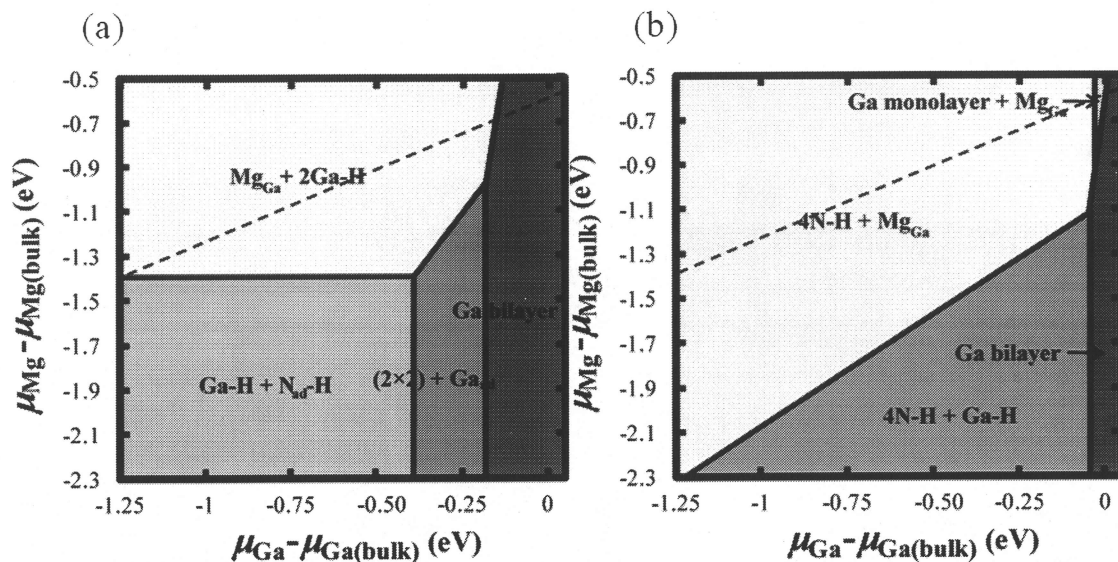 (a)
-0.5
-0.7
-0.9
-1.1
-1.3
-1.5
-1.7
-1.9
-2.1
-2.3
μMg−μMg(bulk) (eV)
MgGa + 2Ga-H
Ga bilayer
Ga-H + Nad-H
(2×2) + Gaad
-1.25
-1
-0.75
-0.50
-0.25
0
μGa−μGa(bulk) (eV)
(b)
-0.5
-0.7
-0.9
-1.1
-1.3
-1.5
-1.7
-1.9
-2.1
-2.3
μMg−μMg(bulk) (eV)
Ga monolayer + MgGa
4N-H + MgGa
Ga bilayer
4N-H + Ga-H
-1.25
-1
-0.75
-0.50
-0.25
0
μGa−μGa(bulk) (eV)